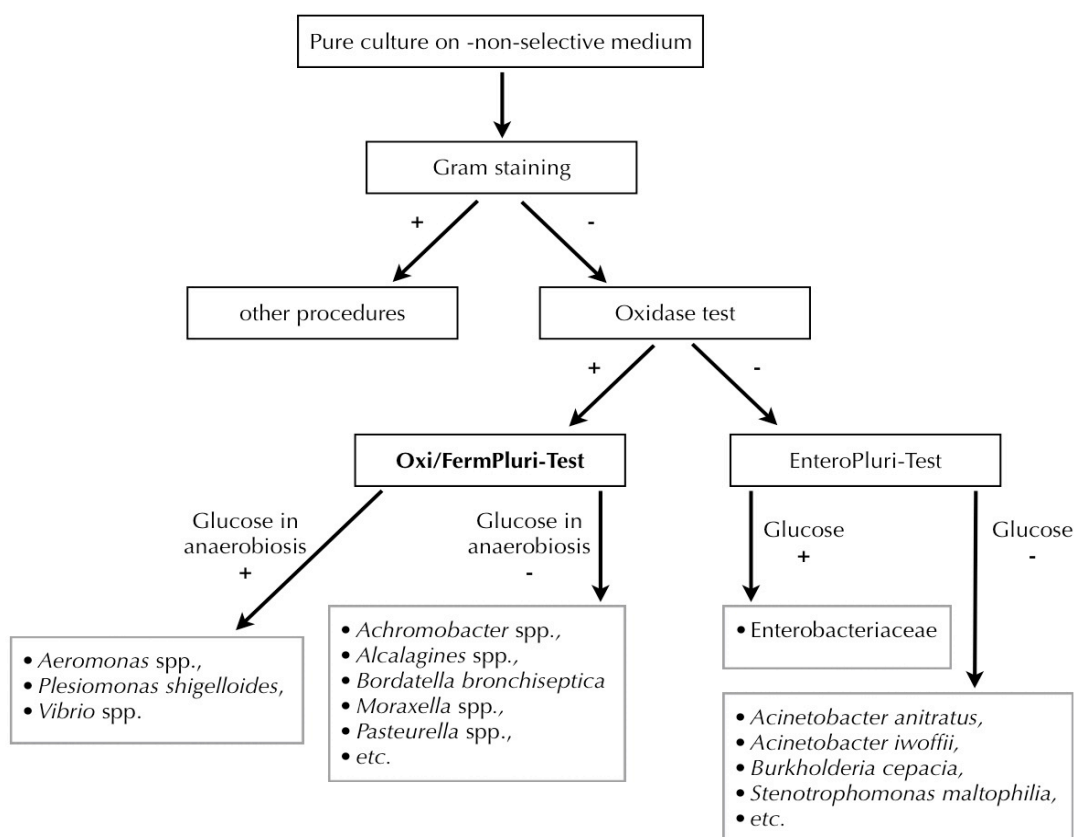 Pure culture on -non-selective medium
Gram staining
+
-
other procedures
Oxidase test
+
-
Oxi/FermPluri-Test
EnteroPluri-Test
Glucose in
anaerobiosis
+
Glucose in
anaerobiosis
-
Glucose
+
Glucose
-
• Aeromonas spp.,
• Plesiomonas shigelloides,
• Vibrio spp.
• Achromobacter spp.,
• Alcalagines spp.,
• Bordatella bronchiseptica
• Moraxella spp.,
• Pasteurella spp.,
• etc.
• Enterobacteriaceae
• Acinetobacter anitratus,
• Acinetobacter iwoffii,
• Burkholderia cepacia,
• Stenotrophomonas maltophilia,
• etc.